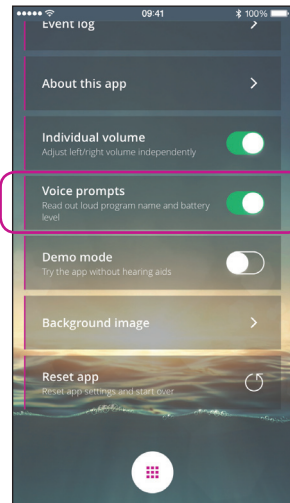 09:41
100%
Event log
About this app
Individual volume
Adjust left/right volume independently
Voice prompts
Read out loud program name and battery
level
Demo mode
Try the app without hearing aids
Background image
Reset app
Reset app settings and start over